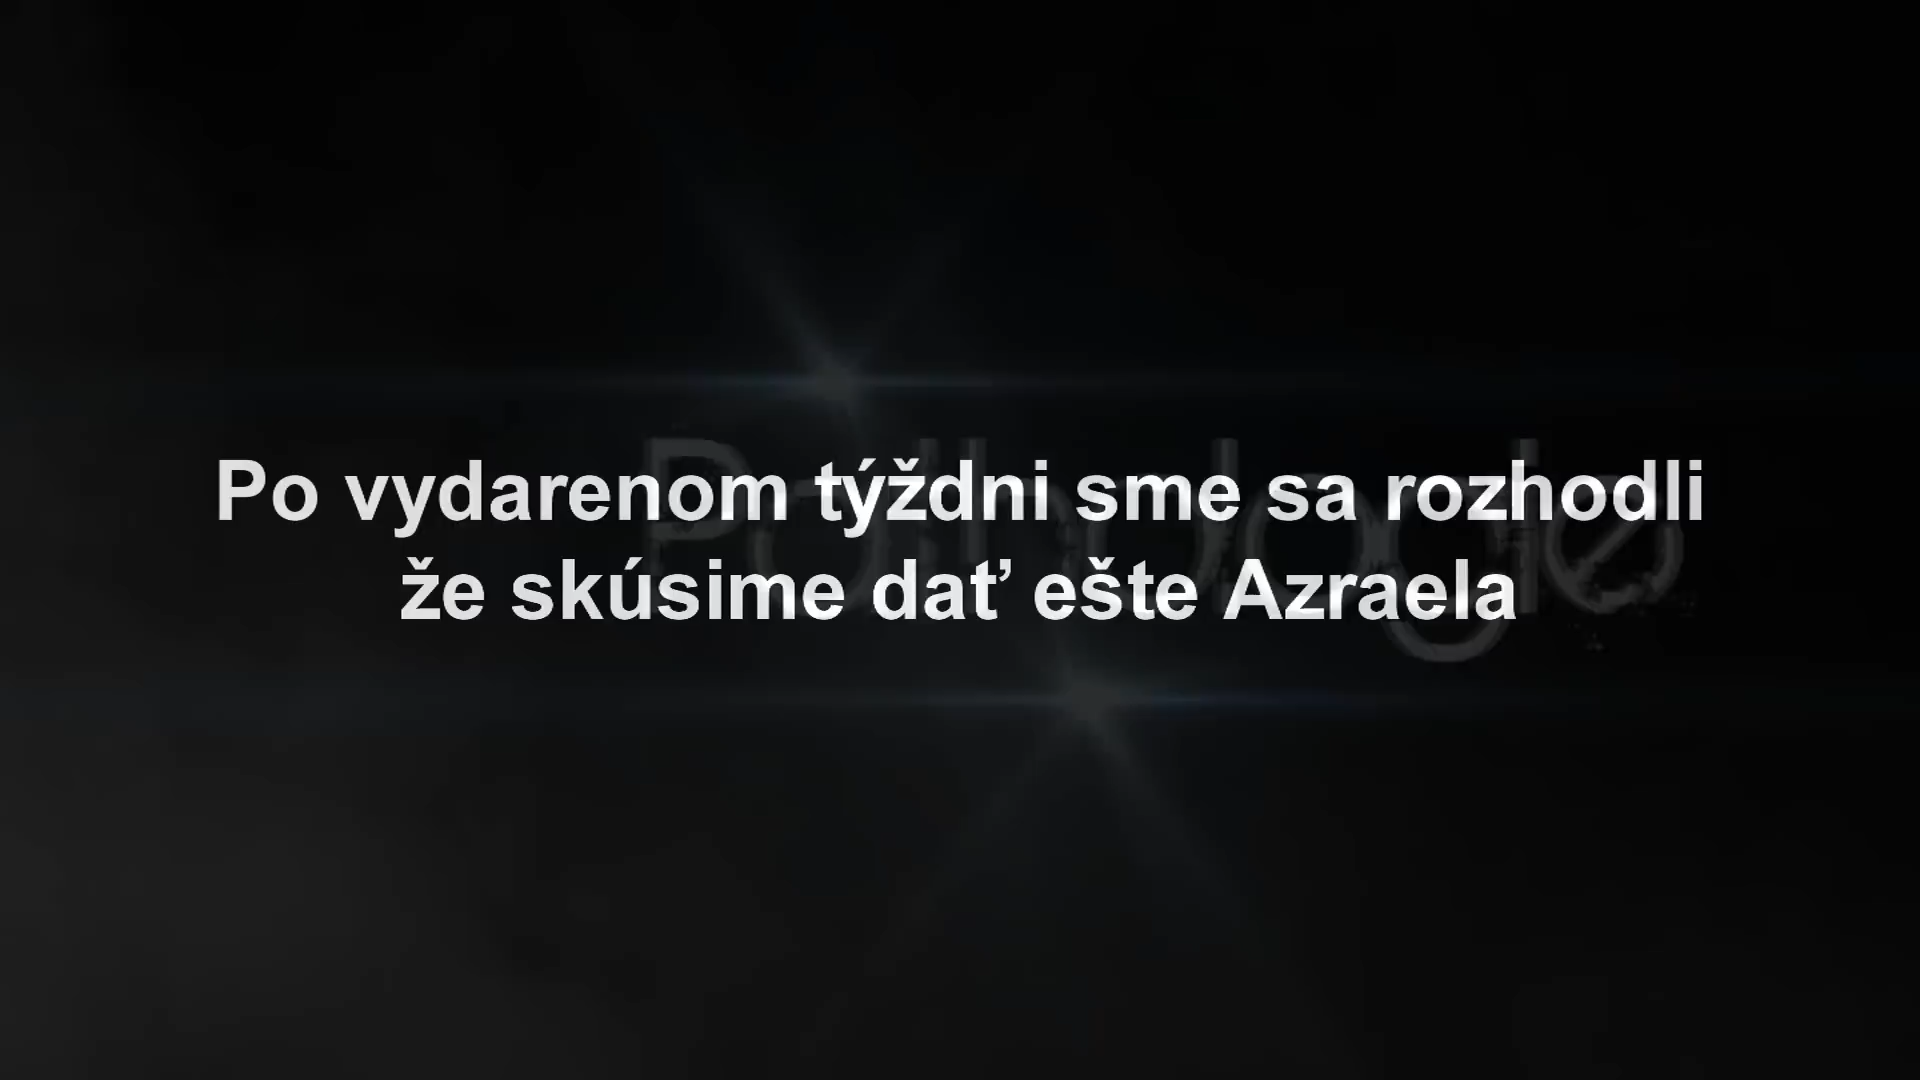 Po vydarenom týždni sme sa rozhodli
že skúsime dať ešte Azraela